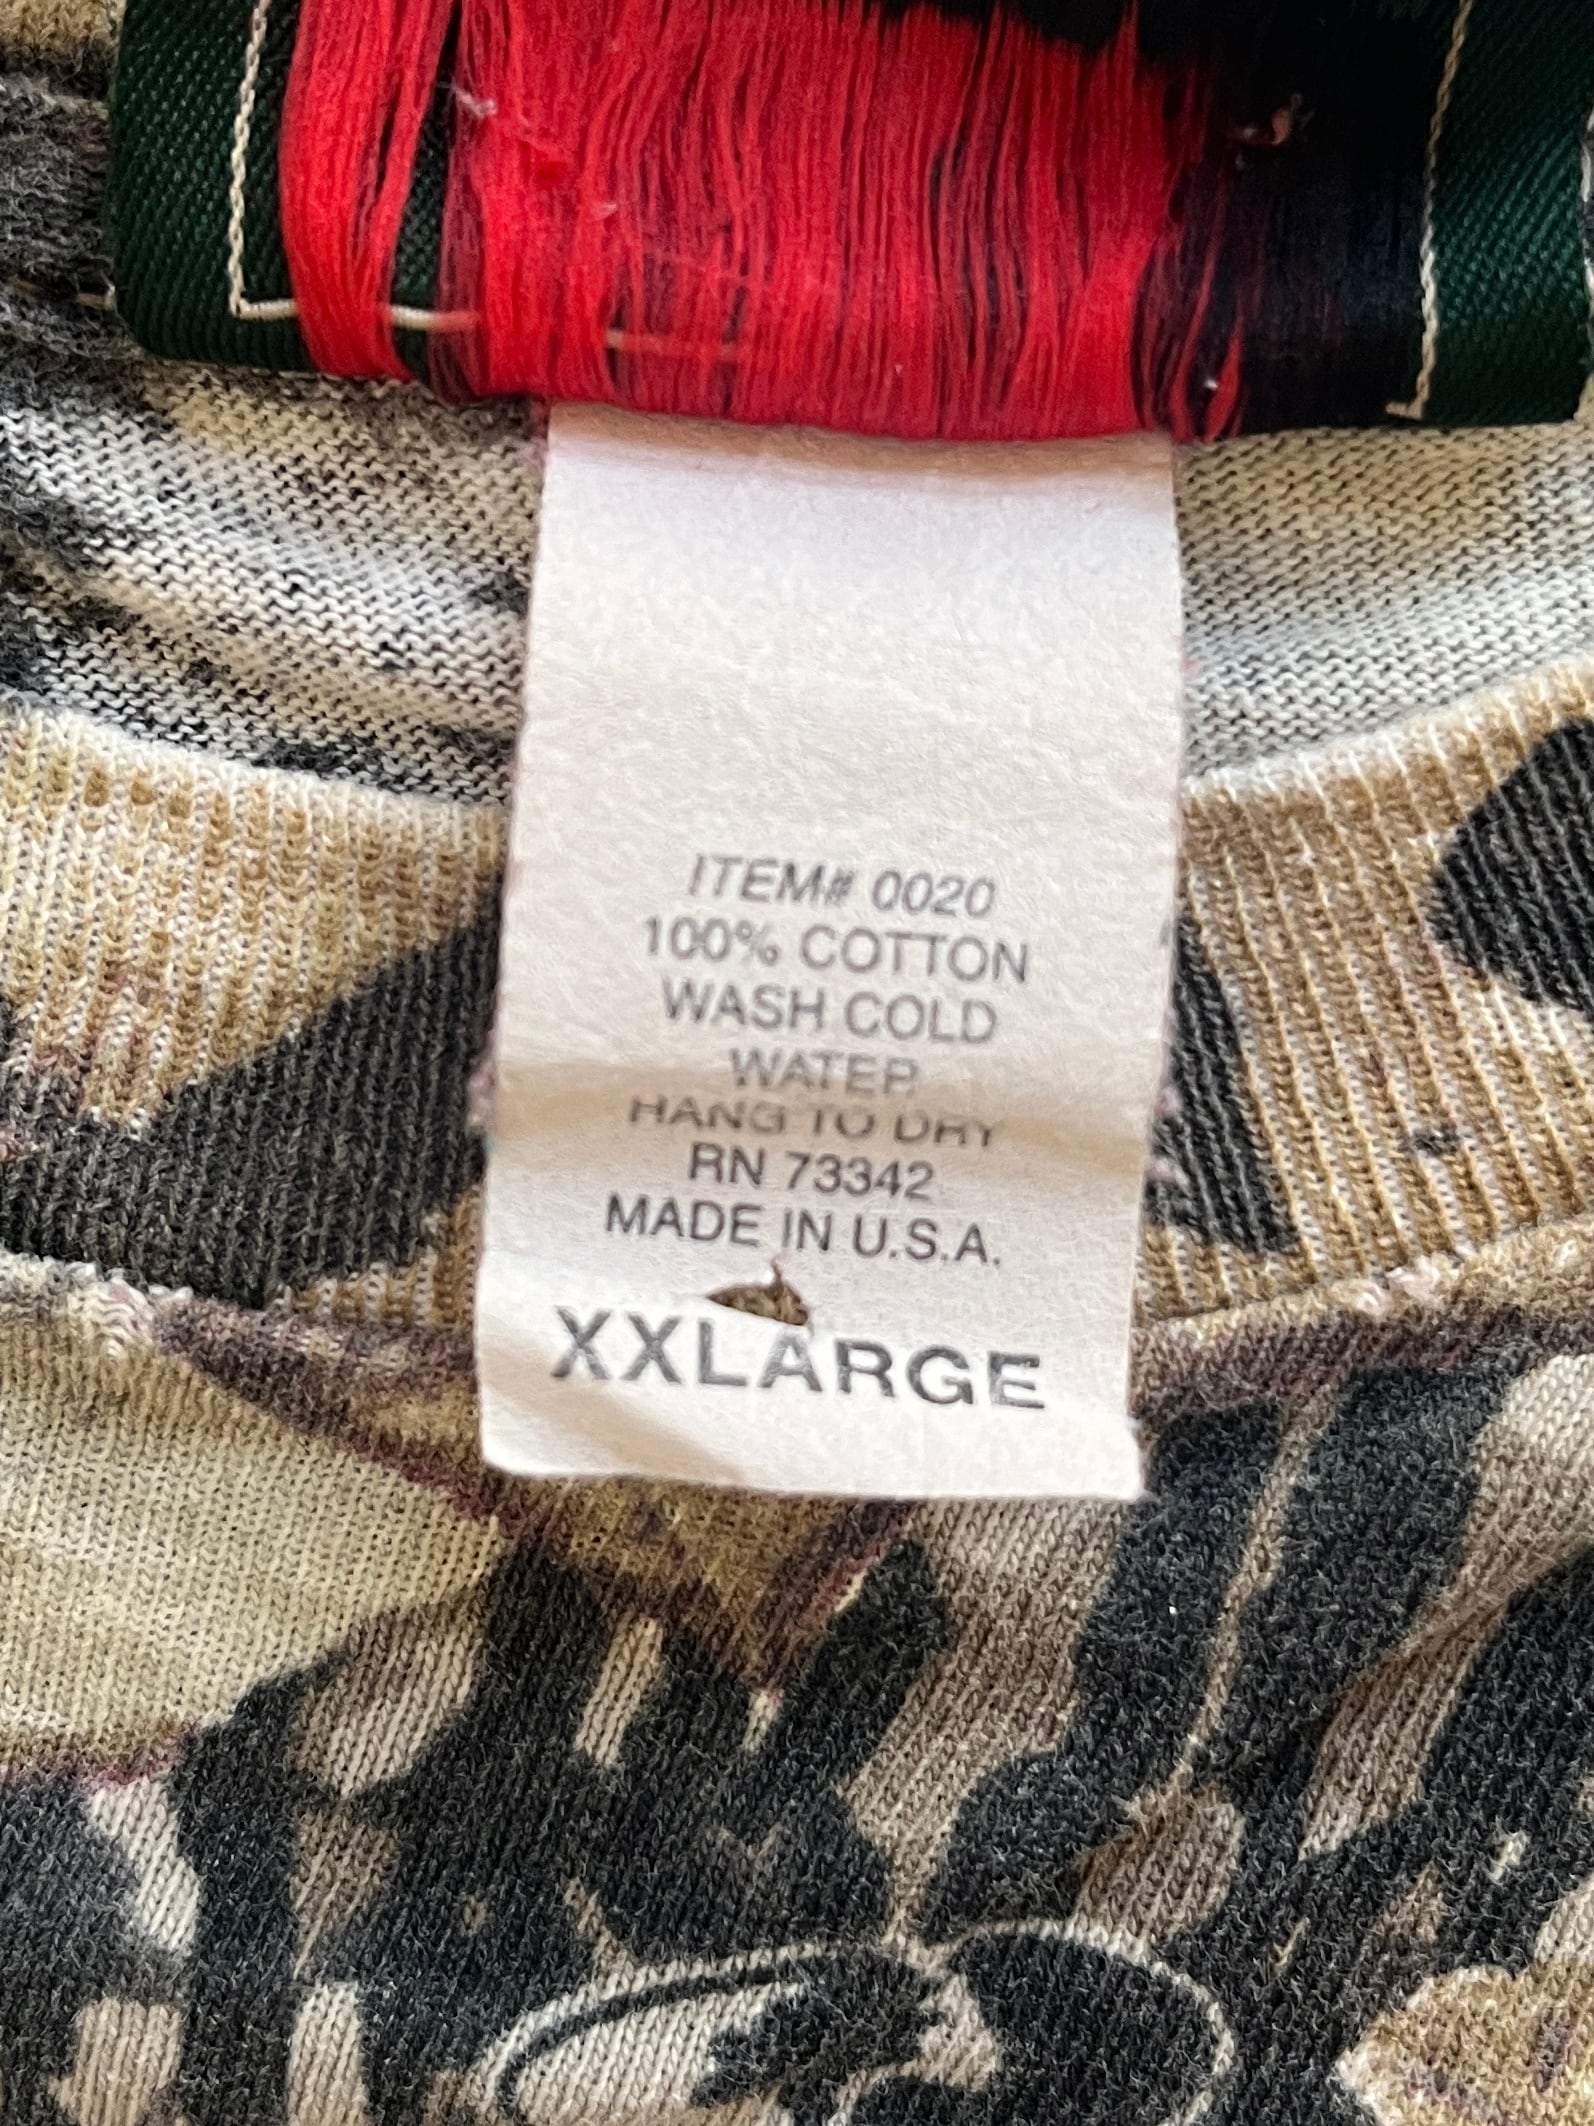 ITEM# 0020
100% COTTON
WASH COLD
WATER
HANG TO DRY
RN 73342
MADE IN U.S.A.
XXLARGE